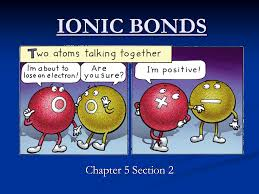 IONIC BONDS
Two atoms talking together
I'm about to
lose an electron!
Are
you sure?
I'm positive!
Chapter 5 Section 2